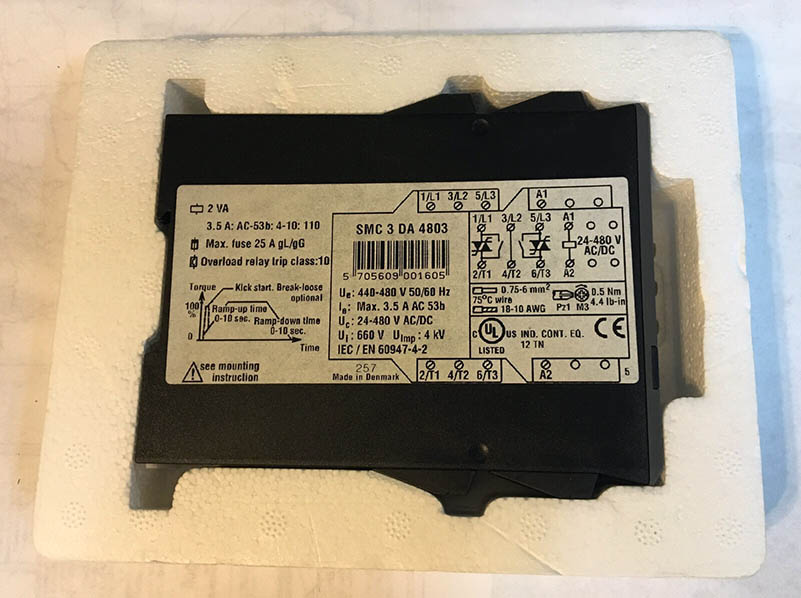 2 VA
3.5 A: AC-53b: 4-10: 110
Max. fuse 25 A gL/gG
Overload relay trip class:10
Torque
Kick start. Break-loose
optional
100
%
Ramp-up time
0-10 sec.
Ramp-down time
0-10 sec.
0
Time
see mounting
instruction
1/L1 3/L2 5/L3
SMC 3 DA 4803
5 705609 001605
Ue: 440-480 V 50/60 Hz
Ie: Max. 3.5 A AC 53b
Uc: 24-480 V AC/DC
Ui: 660 V Uimp: 4 kV
IEC / EN 60947-4-2
257
Made in Denmark
2/T1 4/T2 6/T3
A1
1/L1 3/L2 5/L3 A1
24-480 V
AC/DC
2/T1 4/T2 6/T3 A2
0.75-6 mm²
75°C wire
18-10 AWG
Pz1 M3
0.5 Nm
4.4 lb-in
C UL US IND. CONT. EQ.
LISTED 12 TN
CE
A2
5